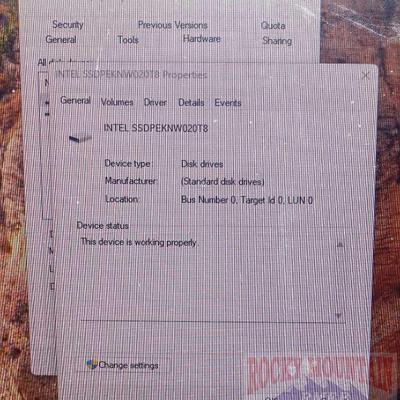 Security Previous Versions Quota
General Tools Hardware Sharing
INTEL SSDPEKNW020T8 Properties
General Volumes Driver Details Events
INTEL SSDPEKNW020T8
Device type: Disk drives
Manufacturer: (Standard disk drives)
Location: Bus Number 0, Target Id 0, LUN 0
Device status
This device is working properly.
Change settings
ROCKY MOUNTAIN